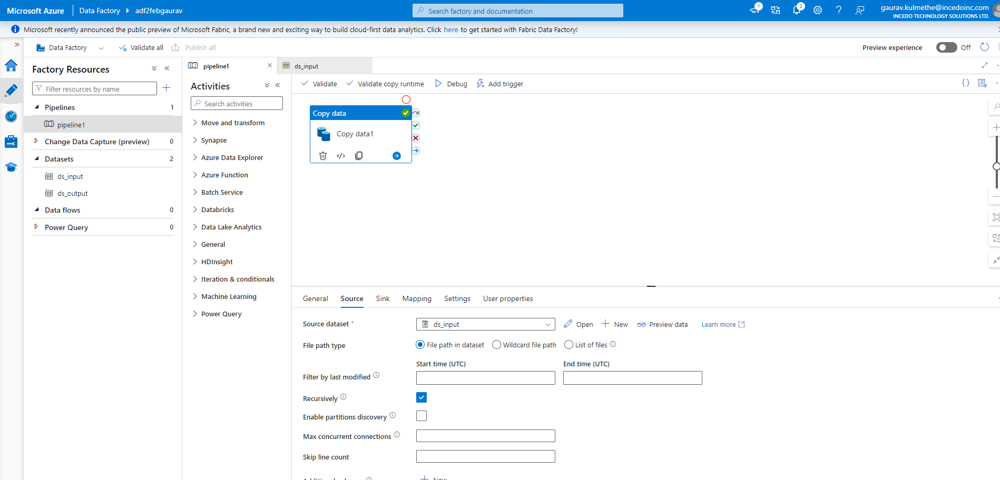 Microsoft Azure
Data Factory
adf2febgaurav
Search factory and documentation
1
3
gaurav.kulmethe@incedoinc.com
INCEDO TECHNOLOGY SOLUTIONS LTD.
Microsoft recently announced the public preview of Microsoft Fabric, a brand new and exciting way to build cloud-first data analytics. Click here to get started with Fabric Data Factory!
Data Factory
Validate all
Publish all
Preview experience
Off
Factory Resources
Filter resources by name
Pipelines 1
pipeline1
Change Data Capture (preview) 0
Datasets 2
ds_input
ds_output
Data flows 0
Power Query 0
pipeline1
ds_input
Activities
Search activities
Move and transform
Synapse
Azure Data Explorer
Azure Function
Batch Service
Databricks
Data Lake Analytics
General
HDInsight
Iteration & conditionals
Machine Learning
Power Query
Validate
Validate copy runtime
Debug
Add trigger
Copy data
Copy data1
General
Source
Sink
Mapping
Settings
User properties
Source dataset *
ds_input
Open
New
Preview data
Learn more
File path type
File path in dataset
Wildcard file path
List of files
Start time (UTC)
End time (UTC)
Filter by last modified
Recursively
Enable partitions discovery
Max concurrent connections
Skip line count
New